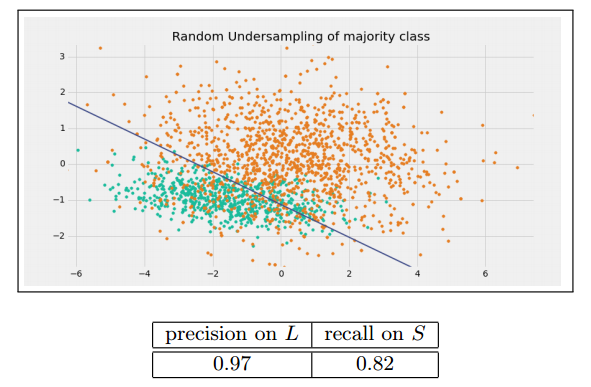 Random Undersampling of majority class
3
2
1
0
−1
−2
−6 −4 −2 0 2 4 6
precision on L recall on S
0.97 0.82